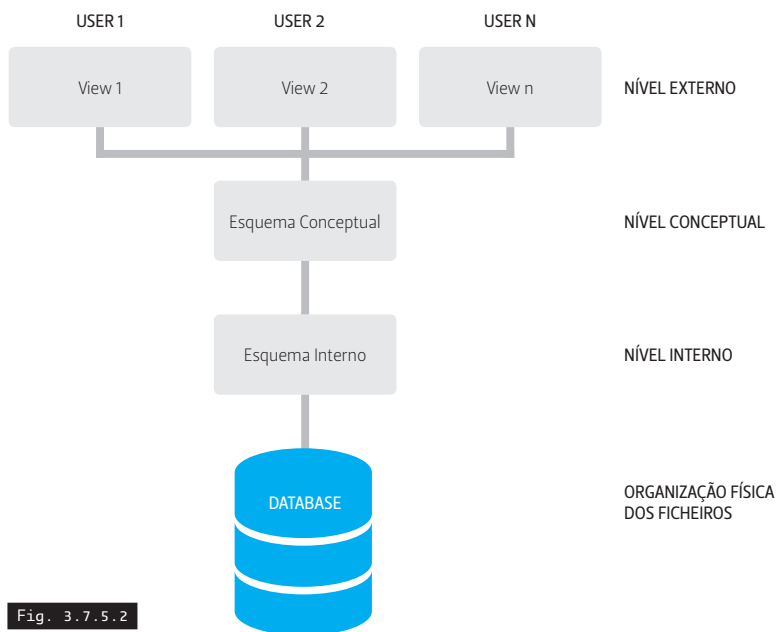 USER 1
USER 2
USER N
View 1
View 2
View n
NÍVEL EXTERNO
Esquema Conceptual
NÍVEL CONCEPTUAL
Esquema Interno
NÍVEL INTERNO
DATABASE
ORGANIZAÇÃO FÍSICA
DOS FICHEIROS
Fig. 3.7.5.2